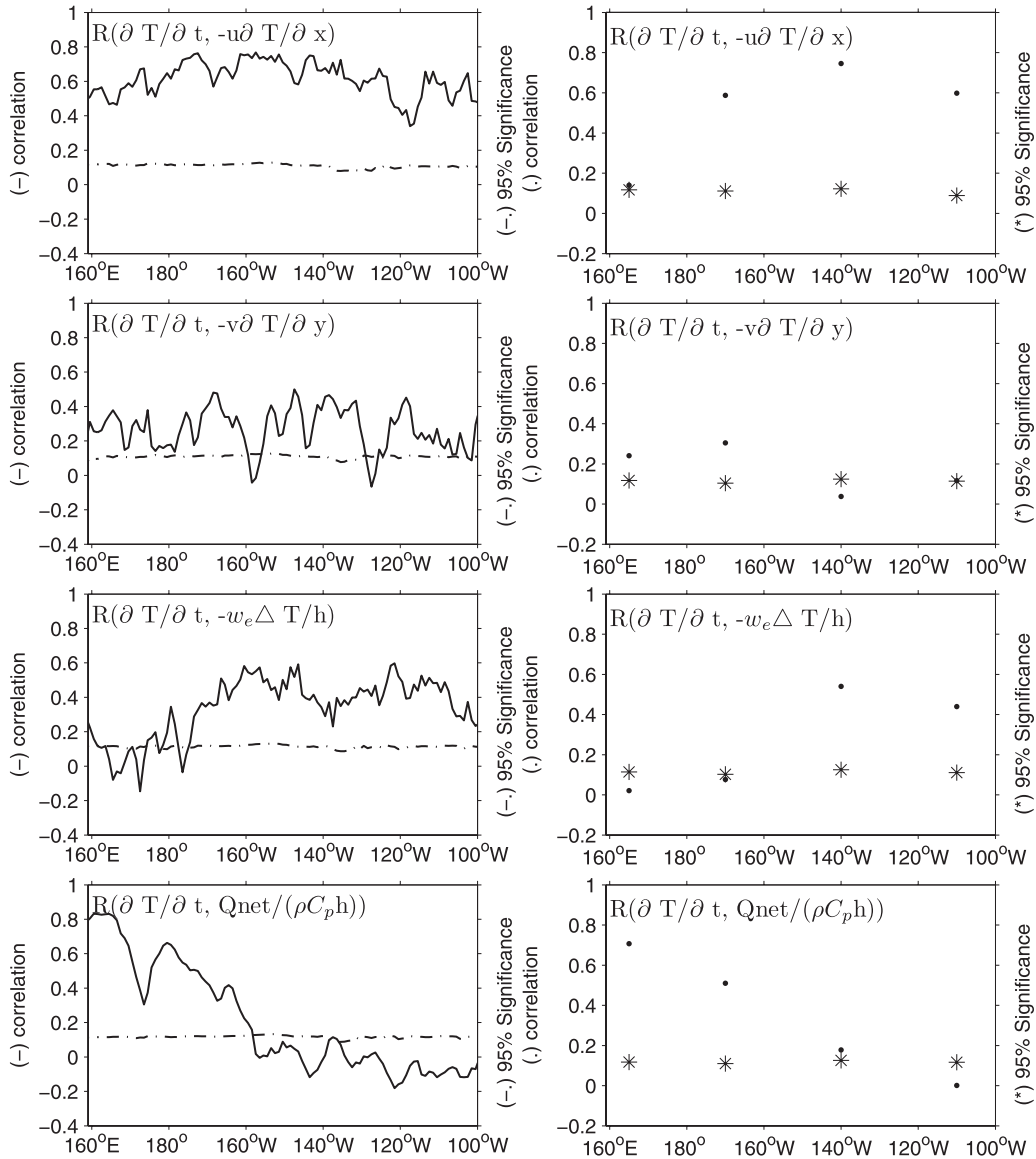 R(∂ T/∂ t, -u∂ T/∂ x)
(−) correlation
1
0.8
0.6
0.4
0.2
0
−0.2
−0.4
160°E 180° 160°W 140°W 120°W 100°W
(−.) 95% Significance
R(∂ T/∂ t, -u∂ T/∂ x)
(.) correlation
1
0.8
0.6
0.4
0.2
0
−0.2
160°E 180° 160°W 140°W 120°W 100°W
(*) 95% Significance
R(∂ T/∂ t, -v∂ T/∂ y)
(−) correlation
1
0.8
0.6
0.4
0.2
0
−0.2
−0.4
160°E 180° 160°W 140°W 120°W 100°W
(−.) 95% Significance
R(∂ T/∂ t, -v∂ T/∂ y)
(.) correlation
1
0.8
0.6
0.4
0.2
0
−0.2
160°E 180° 160°W 140°W 120°W 100°W
(*) 95% Significance
R(∂ T/∂ t, -wₑ△ T/h)
(−) correlation
1
0.8
0.6
0.4
0.2
0
−0.2
−0.4
160°E 180° 160°W 140°W 120°W 100°W
(−.) 95% Significance
R(∂ T/∂ t, -wₑ△ T/h)
(.) correlation
1
0.8
0.6
0.4
0.2
0
−0.2
160°E 180° 160°W 140°W 120°W 100°W
(*) 95% Significance
R(∂ T/∂ t, Qnet/(ρCₚh))
(−) correlation
1
0.8
0.6
0.4
0.2
0
−0.2
−0.4
160°E 180° 160°W 140°W 120°W 100°W
(−.) 95% Significance
R(∂ T/∂ t, Qnet/(ρCₚh))
(.) correlation
1
0.8
0.6
0.4
0.2
0
−0.2
160°E 180° 160°W 140°W 120°W 100°W
(*) 95% Significance